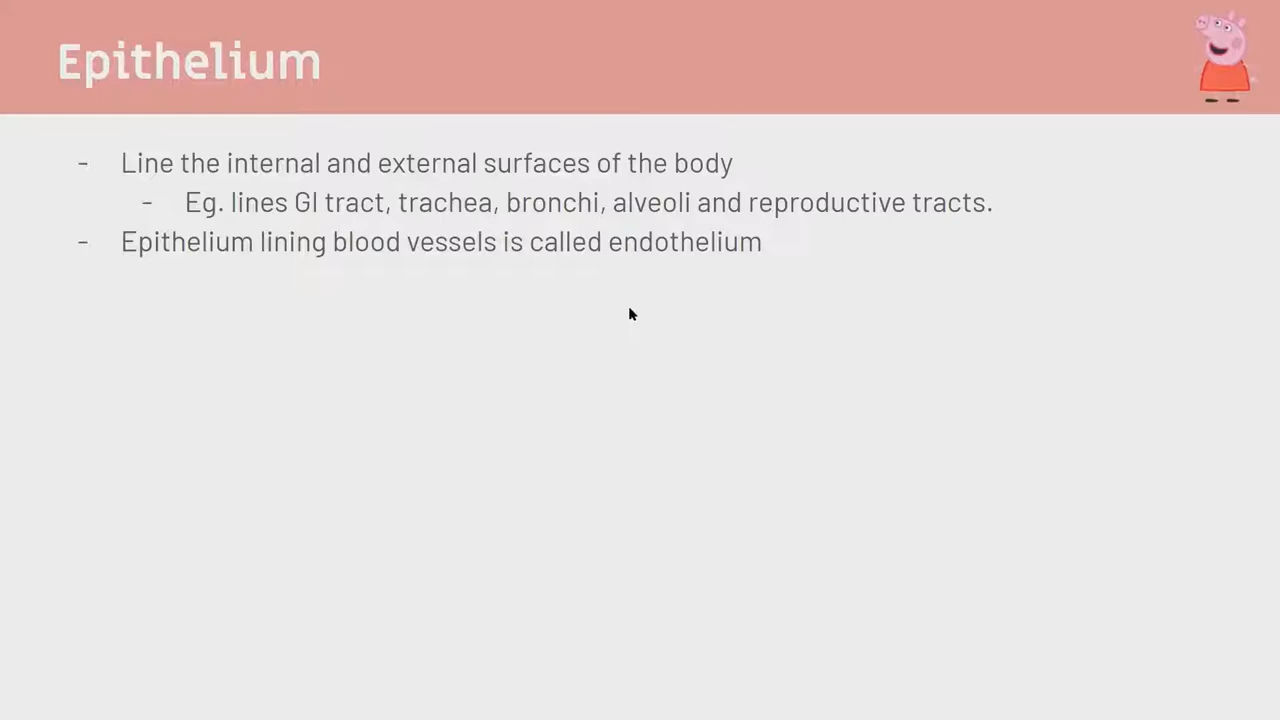 Epithelium
- Line the internal and external surfaces of the body
- Eg. lines GI tract, trachea, bronchi, alveoli and reproductive tracts.
- Epithelium lining blood vessels is called endothelium